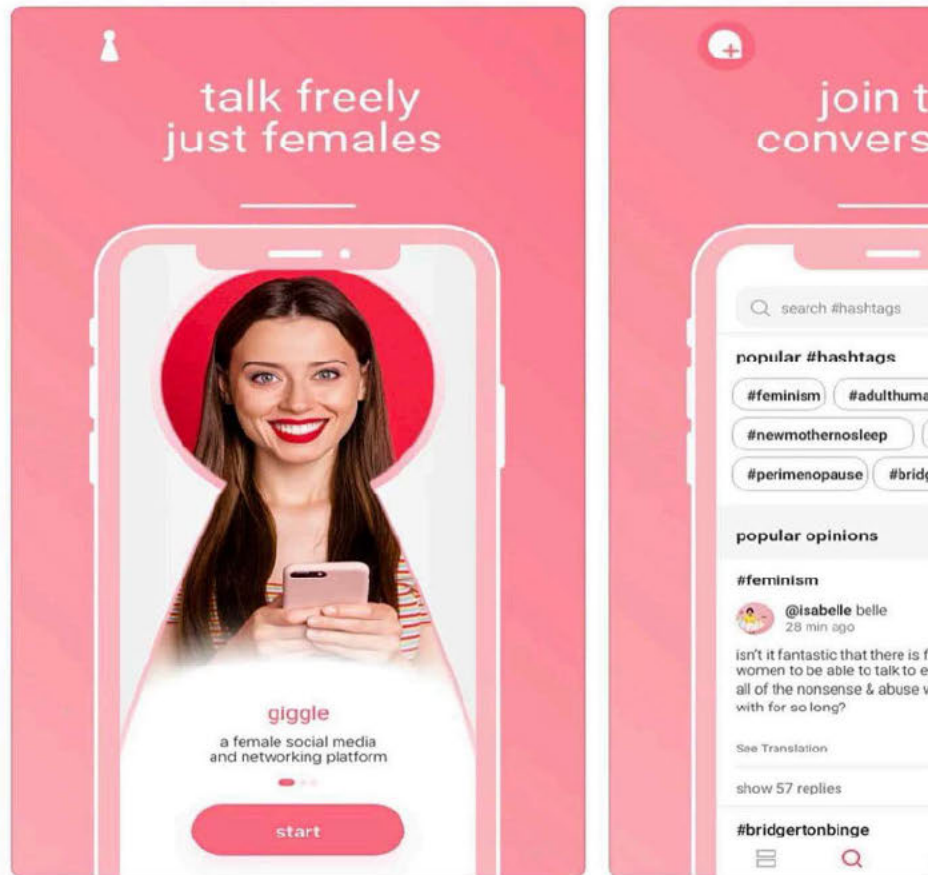 talk freely
just females
giggle
a female social media
and networking platform
start
join
convers
search #hashtags
popular #hashtags
#feminism
#adulthuma
#newmothernosleep
#perimenopause
#bridg
popular opinions
#feminism
@isabelle belle
28 min ago
isn't it fantastic that there is
women to be able to talk to
all of the nonsense & abuse
with for so long?
See Translation
show 57 replies
#bridgertonbinge